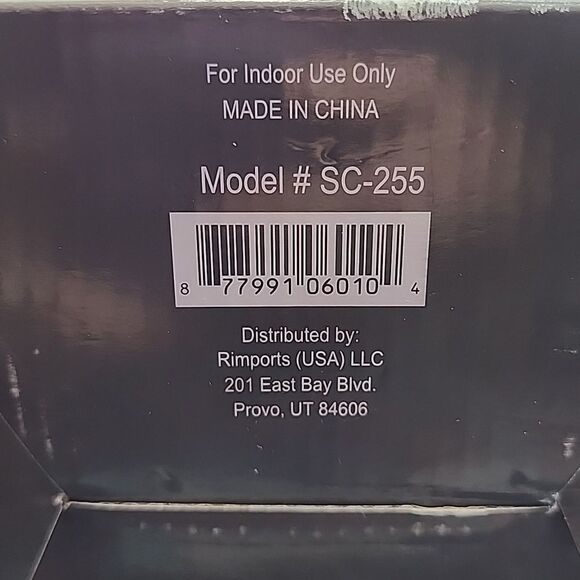 For Indoor Use Only
MADE IN CHINA
Model # SC-255
8 77991 06010 4
Distributed by:
Rimports (USA) LLC
201 East Bay Blvd.
Provo, UT 84606